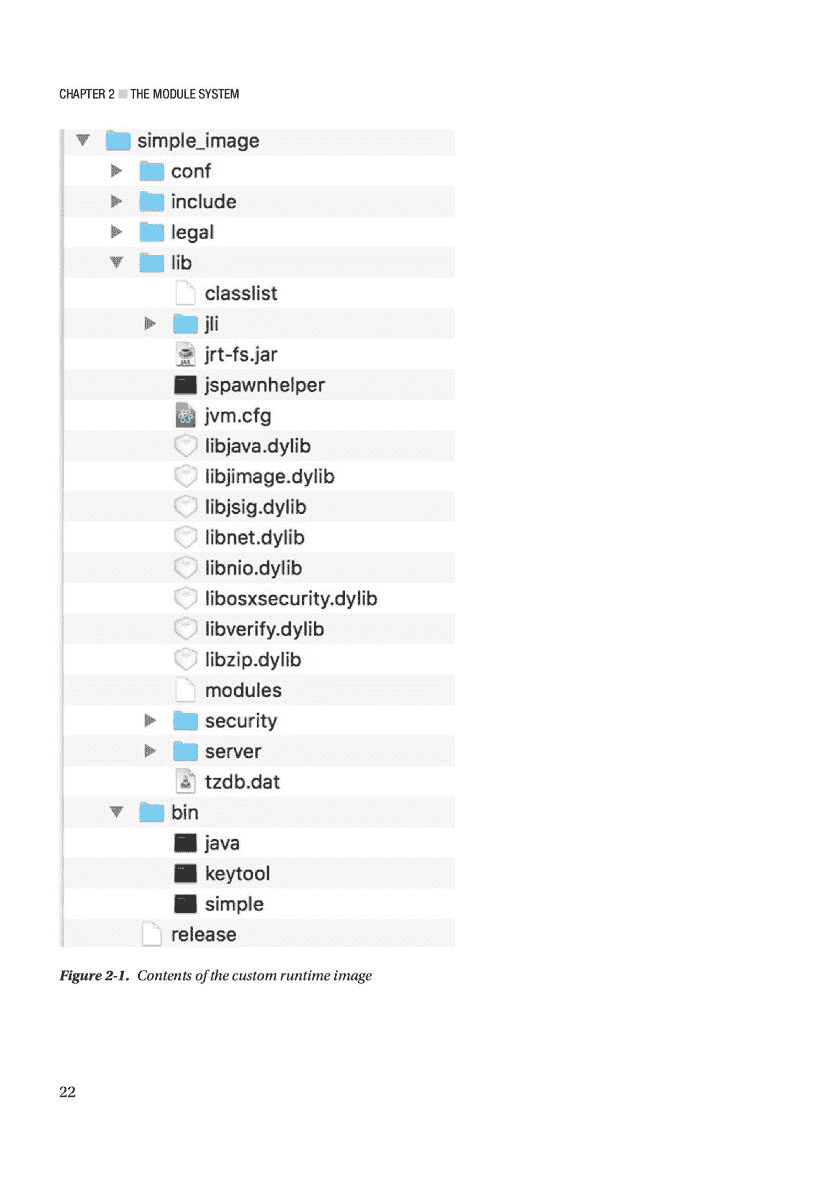 CHAPTER 2 ■ THE MODULE SYSTEM
simple_image
conf
include
legal
lib
classlist
jli
jrt-fs.jar
jspawnhelper
jvm.cfg
libjava.dylib
libjimage.dylib
libjsig.dylib
libnet.dylib
libnio.dylib
libosxsecurity.dylib
libverify.dylib
libzip.dylib
modules
security
server
tzdb.dat
bin
java
keytool
simple
release
Figure 2-1. Contents of the custom runtime image
22